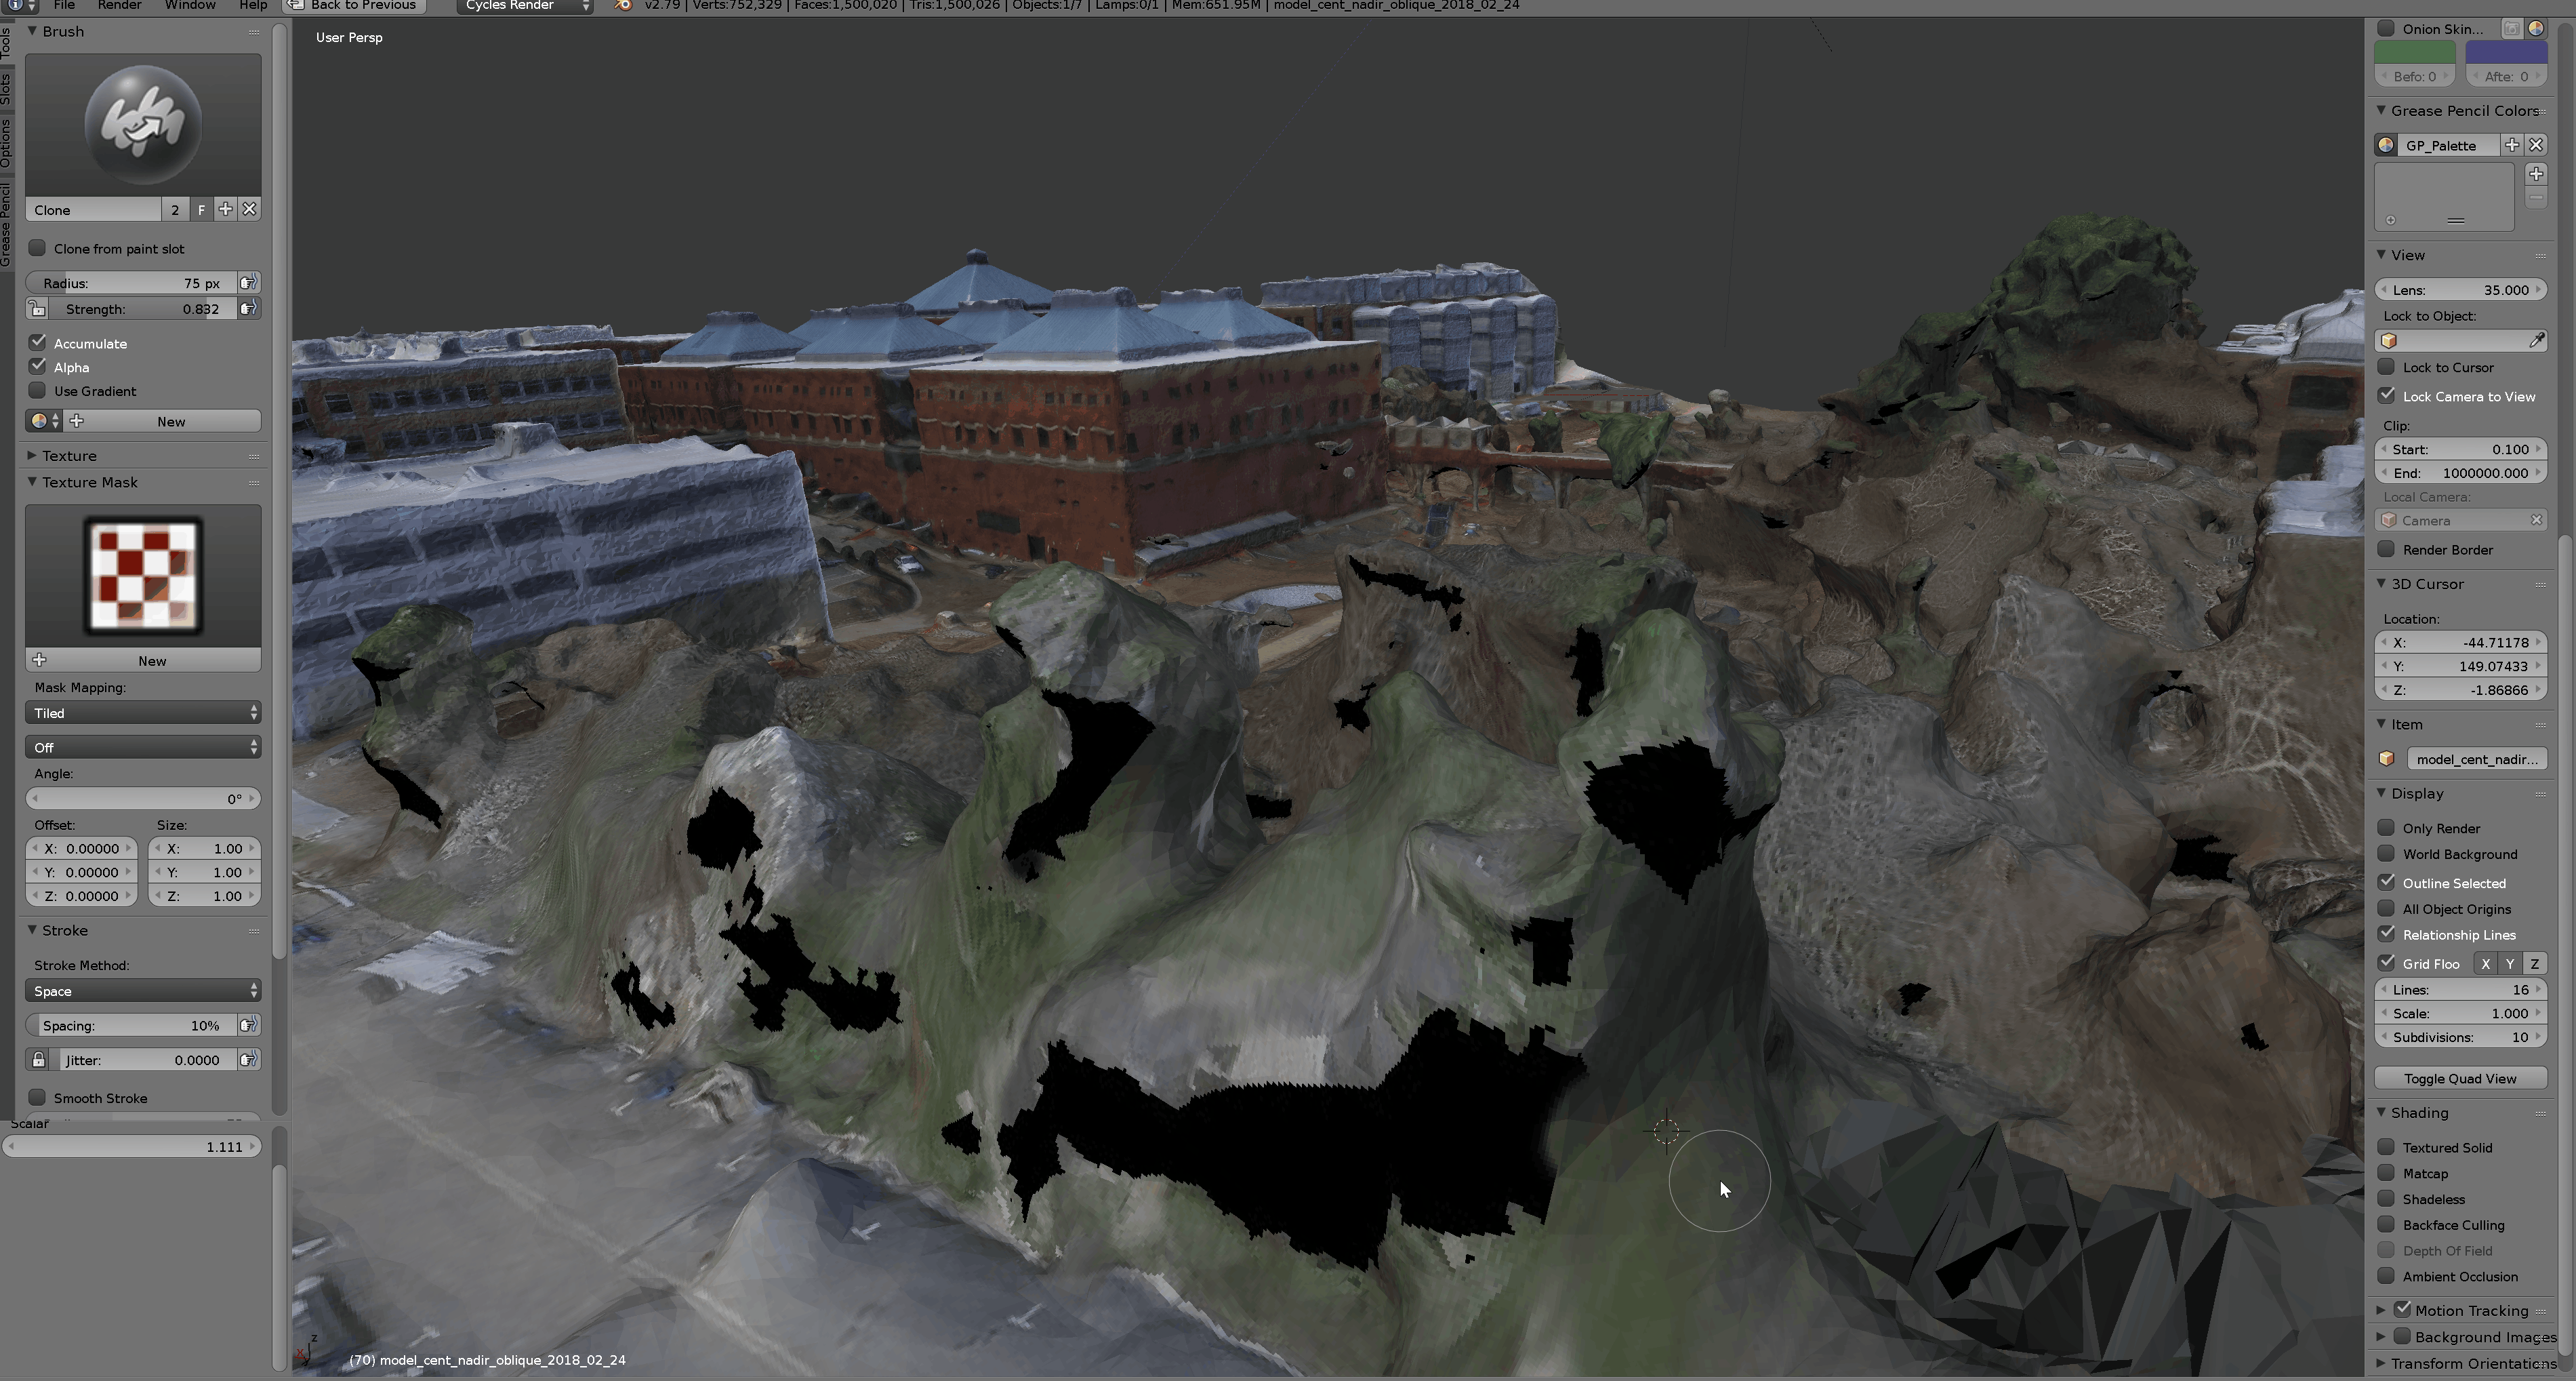 File Render Window Help Back to Previous Cycles Render v2.79 | Verts:752,329 | Faces:1,500,020 | Tris:1,500,026 | Objects:1/7 | Lamps:0/1 | Mem:651.95M | model_cent_nadir_oblique_2018_02_24
Tools
Slots
Options
Grease Pencil
Brush
Clone 2 F
Clone from paint slot
Radius: 75 px
Strength: 0.832
Accumulate
Alpha
Use Gradient
New
Texture
Texture Mask
New
Mask Mapping:
Tiled
Off
Angle:
0°
Offset: Size:
X: 0.00000 X: 1.00
Y: 0.00000 Y: 1.00
Z: 0.00000 Z: 1.00
Stroke
Stroke Method:
Space
Spacing: 10%
Jitter: 0.0000
Smooth Stroke
Scalar
1.111
User Persp
z
x
(70) model_cent_nadir_oblique_2018_02_24
Onion Skin...
Befo: 0 Afte: 0
Grease Pencil Colors
GP_Palette
View
Lens: 35.000
Lock to Object:
Lock to Cursor
Lock Camera to View
Clip:
Start: 0.100
End: 1000000.000
Local Camera:
Camera
Render Border
3D Cursor
Location:
X: -44.71178
Y: 149.07433
Z: -1.86866
Item
model_cent_nadir...
Display
Only Render
World Background
Outline Selected
All Object Origins
Relationship Lines
Grid Floo X Y Z
Lines: 16
Scale: 1.000
Subdivisions: 10
Toggle Quad View
Shading
Textured Solid
Matcap
Shadeless
Backface Culling
Depth Of Field
Ambient Occlusion
Motion Tracking
Background Images
Transform Orientations